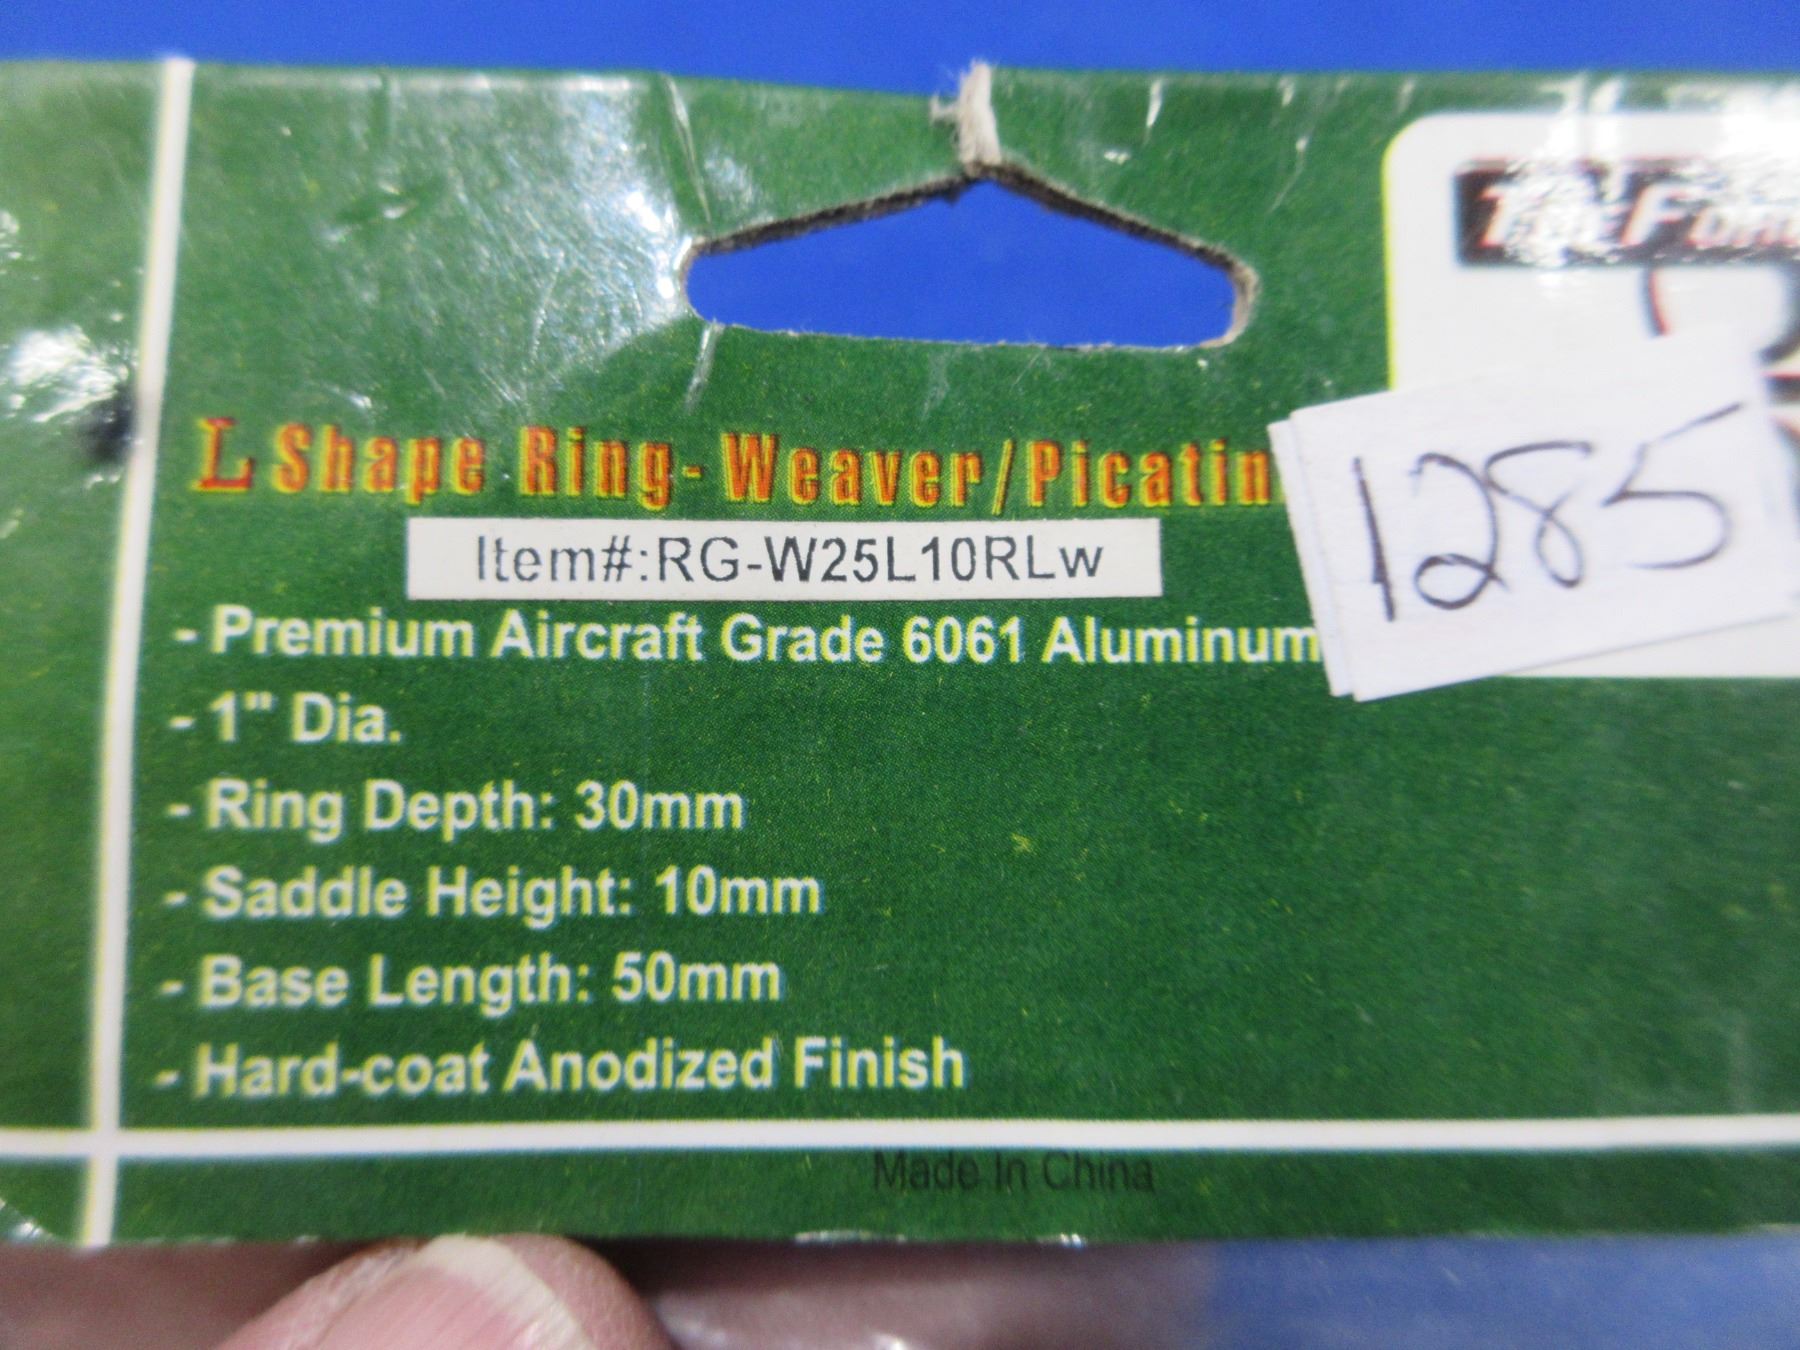 L Shape Ring- Weaver/Picatin
1285
Item#:RG-W25L10RLw
- Premium Aircraft Grade 6061 Aluminum
- 1" Dia.
- Ring Depth: 30mm
- Saddle Height: 10mm
- Base Length: 50mm
- Hard-coat Anodized Finish
Made In China